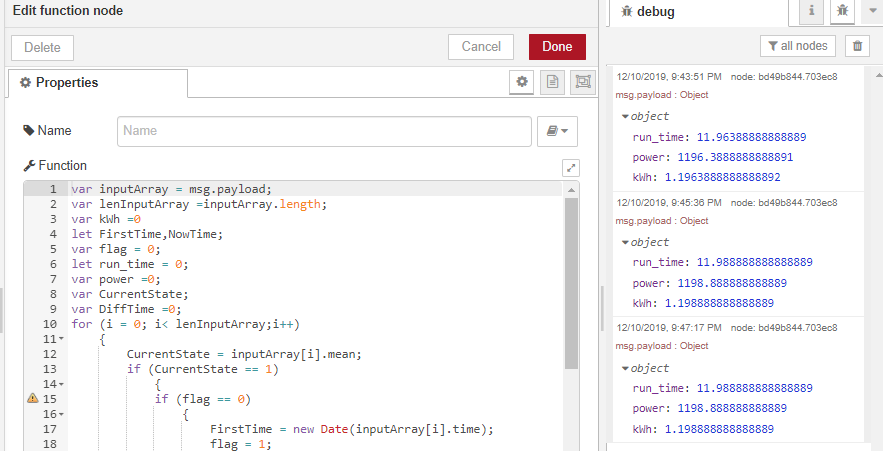 Edit function node
Delete
Cancel
Done
Properties
Name
Name
Function
1 var inputArray = msg.payload;
2 var lenInputArray =inputArray.length;
3 var kWh =0
4 let FirstTime,NowTime;
5 var flag = 0;
6 let run_time = 0;
7 var power =0;
8 var CurrentState;
9 var DiffTime =0;
10 for (i = 0; i< lenInputArray;i++)
11 {
12 CurrentState = inputArray[i].mean;
13 if (CurrentState == 1)
14 {
15 if (flag == 0)
16 {
17 FirstTime = new Date(inputArray[i].time);
18 flag = 1;
debug
i
all nodes
12/10/2019, 9:43:51 PM node: bd49b844.703ec8
msg.payload : Object
object
run_time: 11.96388888888889
power: 1196.3888888888891
kWh: 1.1963888888888892
12/10/2019, 9:45:36 PM node: bd49b844.703ec8
msg.payload : Object
object
run_time: 11.988888888888889
power: 1198.888888888889
kWh: 1.198888888888889
12/10/2019, 9:47:17 PM node: bd49b844.703ec8
msg.payload : Object
object
run_time: 11.988888888888889
power: 1198.888888888889
kWh: 1.198888888888889